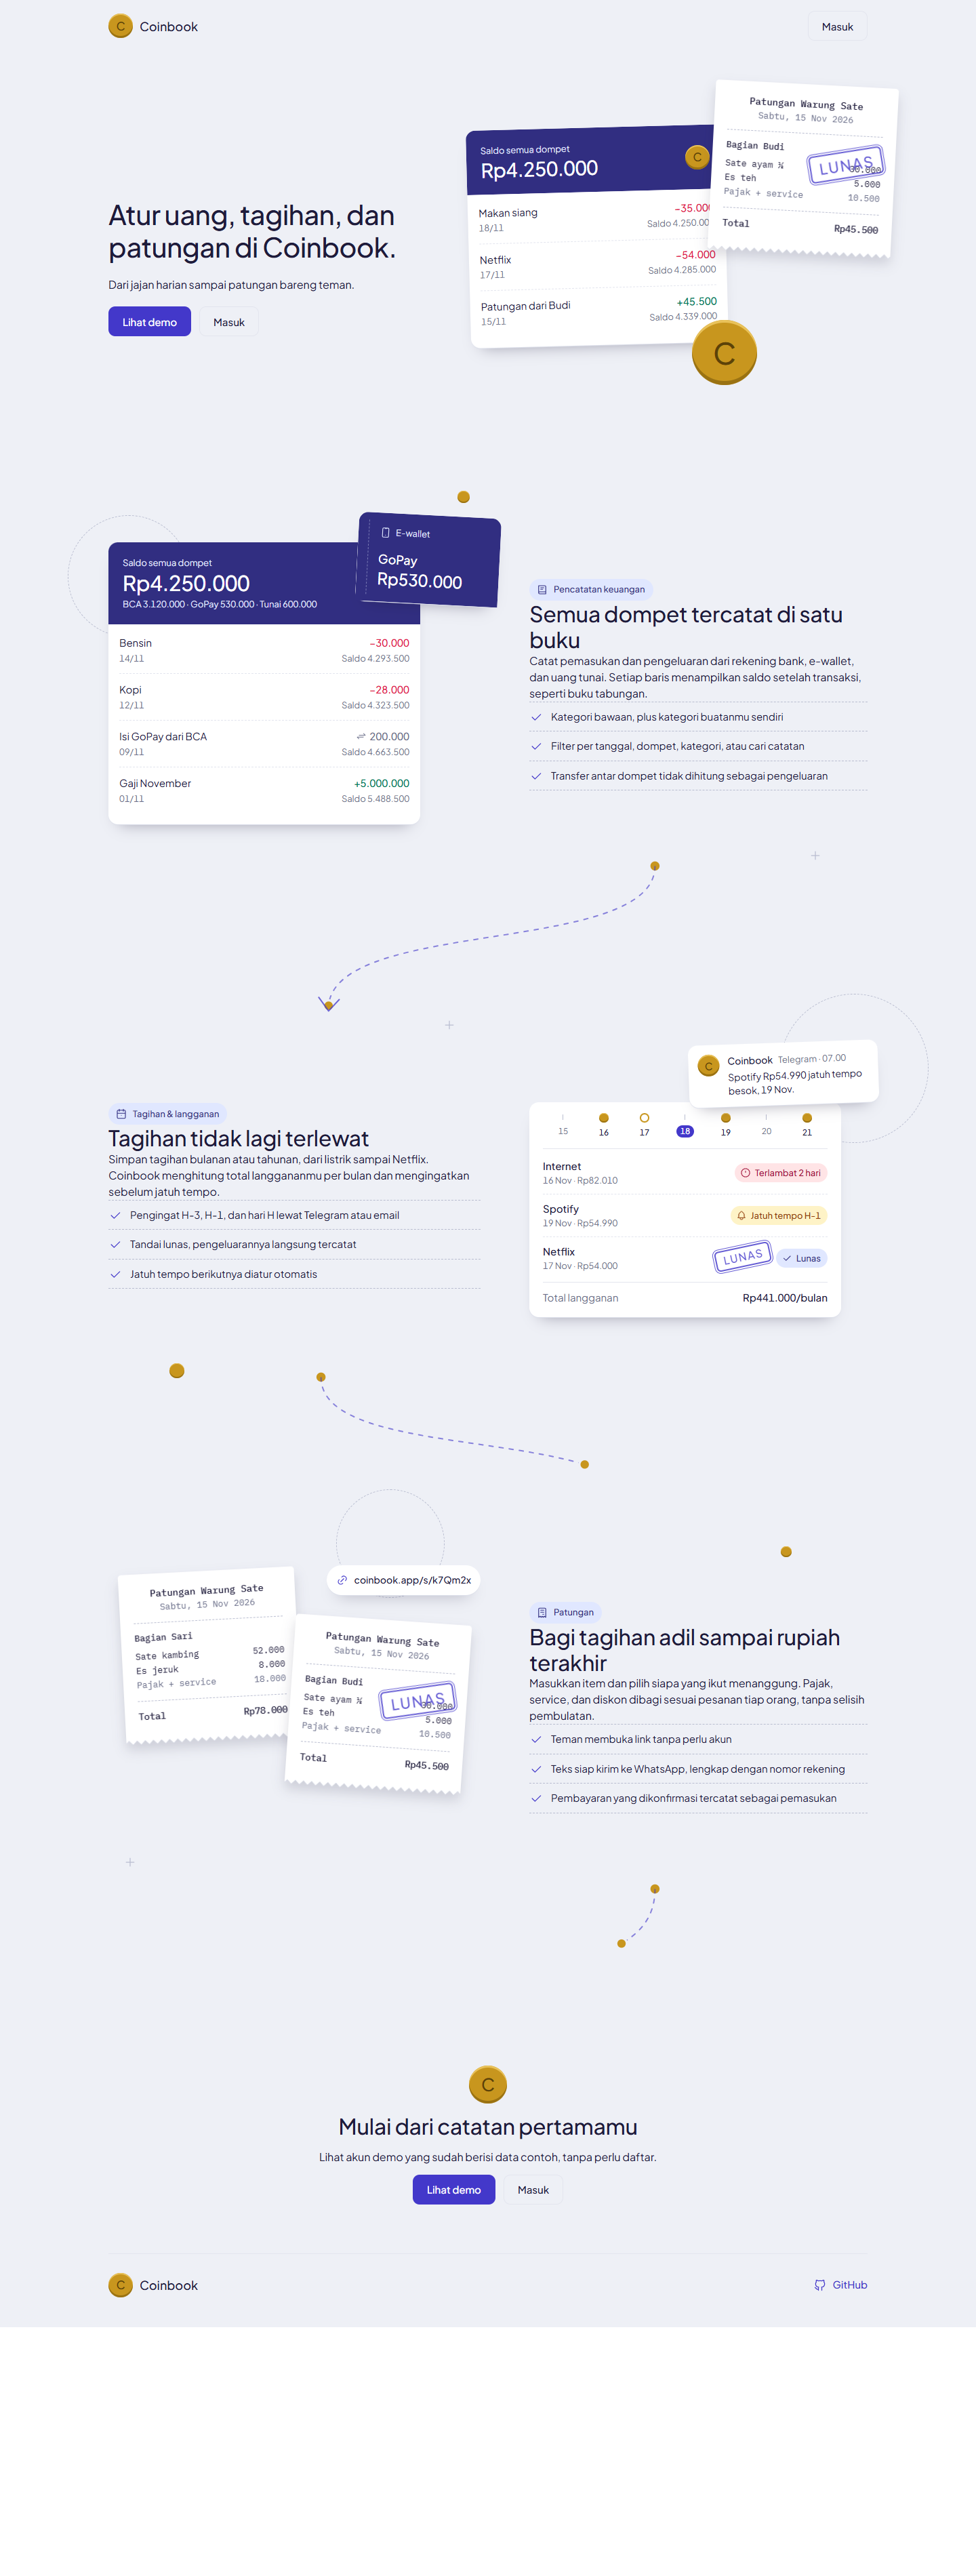 C Coinbook
Masuk
Atur uang, tagihan, dan
patungan di Coinbook.
Dari jajan harian sampai patungan bareng teman.
Lihat demo
Masuk
Saldo semua dompet
Rp4.250.000
C
Makan siang
−35.000
18/11
Saldo 4.250.00
Netflix
−54.000
17/11
Saldo 4.285.000
Patungan dari Budi
+45.500
15/11
Saldo 4.339.000
Patungan Warung Sate
Sabtu, 15 Nov 2026
Bagian Budi
Sate ayam
LUNAS
Es teh 5.000
Pajak + service 10.500
Total Rp45.500
C
Saldo semua dompet
Rp4.250.000
BCA 3.120.000 · GoPay 530.000 · Tunai 600.000
E-wallet
GoPay
Rp530.000
Bensin −30.000
14/11 Saldo 4.293.500
Kopi −28.000
12/11 Saldo 4.323.500
Isi GoPay dari BCA 200.000
09/11 Saldo 4.663.500
Gaji November +5.000.000
01/11 Saldo 5.488.500
Pencatatan keuangan
Semua dompet tercatat di satu
buku
Catat pemasukan dan pengeluaran dari rekening bank, e-wallet,
dan uang tunai. Setiap baris menampilkan saldo setelah transaksi,
seperti buku tabungan.
Kategori bawaan, plus kategori buatanmu sendiri
Filter per tanggal, dompet, kategori, atau cari catatan
Transfer antar dompet tidak dihitung sebagai pengeluaran
Tagihan & langganan
Tagihan tidak lagi terlewat
Simpan tagihan bulanan atau tahunan, dari listrik sampai Netflix.
Coinbook menghitung total langgananmu per bulan dan mengingatkan
sebelum jatuh tempo.
Pengingat H-3, H-1, dan hari H lewat Telegram atau email
Tandai lunas, pengeluarannya langsung tercatat
Jatuh tempo berikutnya diatur otomatis
C
Coinbook Telegram · 07.00
Spotify Rp54.990 jatuh tempo
besok, 19 Nov.
15 16 17 18 19 20 21
Internet
16 Nov · Rp82.010
Terlambat 2 hari
Spotify
19 Nov · Rp54.990
Jatuh tempo H-1
Netflix
17 Nov · Rp54.000
LUNAS
Lunas
Total langganan Rp441.000/bulan
coinbook.app/s/k7Qm2x
Patungan Warung Sate
Sabtu, 15 Nov 2026
Bagian Sari
Sate kambing 52.000
Es jeruk 8.000
Pajak + service 18.000
Total Rp78.000
Patungan Warung Sate
Sabtu, 15 Nov 2026
Bagian Budi
Sate ayam
LUNAS
Es teh 5.000
Pajak + service 10.500
Total Rp45.500
Patungan
Bagi tagihan adil sampai rupiah
terakhir
Masukkan item dan pilih siapa yang ikut menanggung. Pajak,
service, dan diskon dibagi sesuai pesanan tiap orang, tanpa selisih
pembulatan.
Teman membuka link tanpa perlu akun
Teks siap kirim ke WhatsApp, lengkap dengan nomor rekening
Pembayaran yang dikonfirmasi tercatat sebagai pemasukan
C
Mulai dari catatan pertamamu
Lihat akun demo yang sudah berisi data contoh, tanpa perlu daftar.
Lihat demo
Masuk
C Coinbook
GitHub